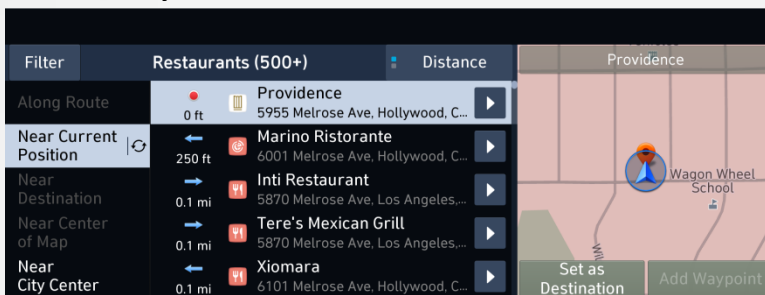 Filter
Restaurants (500+)
Distance
Providence
Along Route
Near Current
Position
Near
Destination
Near Center
of Map
Near
City Center
0 ft
Providence
5955 Melrose Ave, Hollywood, C...
250 ft
Marino Ristorante
6001 Melrose Ave, Hollywood, C...
0.1 mi
Inti Restaurant
5870 Melrose Ave, Los Angeles,...
0.1 mi
Tere's Mexican Grill
5870 Melrose Ave, Los Angeles,...
0.1 mi
Xiomara
6101 Melrose Ave, Hollywood, C...
Wagon Wheel
School
Set as
Destination
Add Waypoint